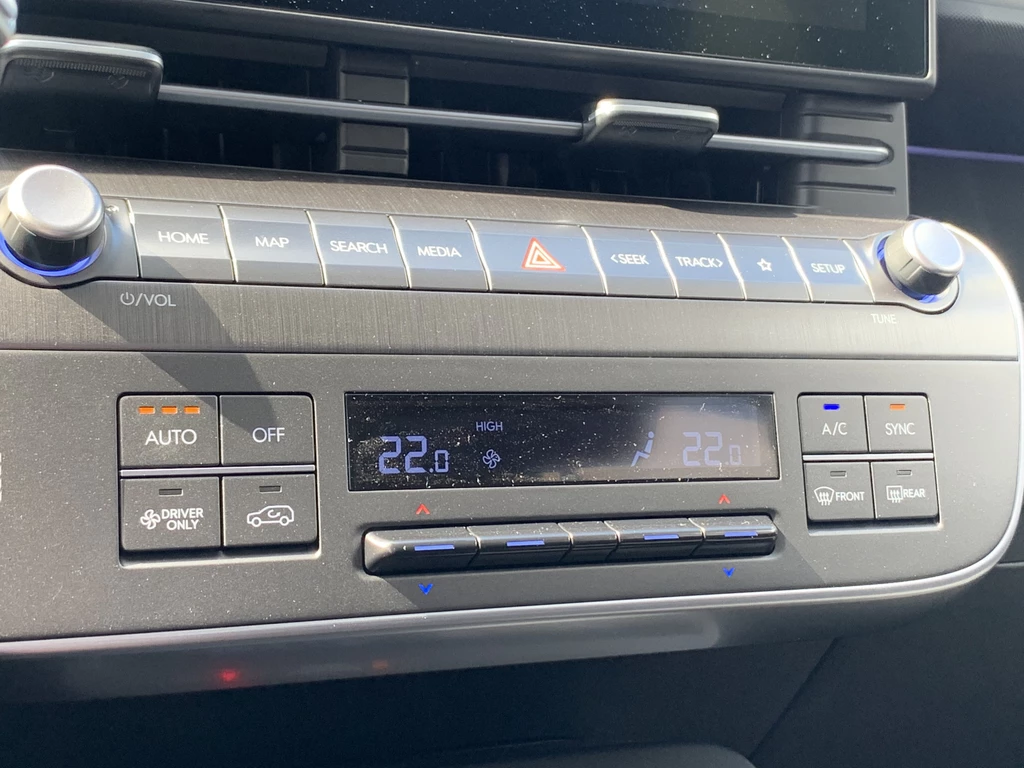 HOME
MAP
SEARCH
MEDIA
<SEEK
TRACK>
SETUP
/VOL
TUNE
AUTO
OFF
DRIVER
ONLY
HIGH
22.0
22.0
A/C
SYNC
FRONT
REAR